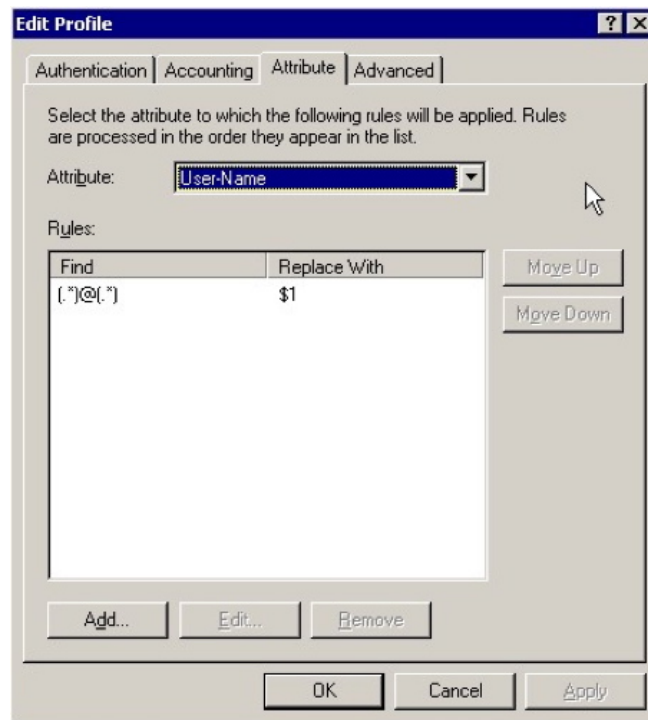 Edit Profile
Authentication Accounting Attribute Advanced
Select the attribute to which the following rules will be applied. Rules
are processed in the order they appear in the list.
Attribute: User-Name
Rules:
Find Replace With
(.*)@(.*) $1
Move Up
Move Down
Add... Edit... Remove
OK Cancel Apply